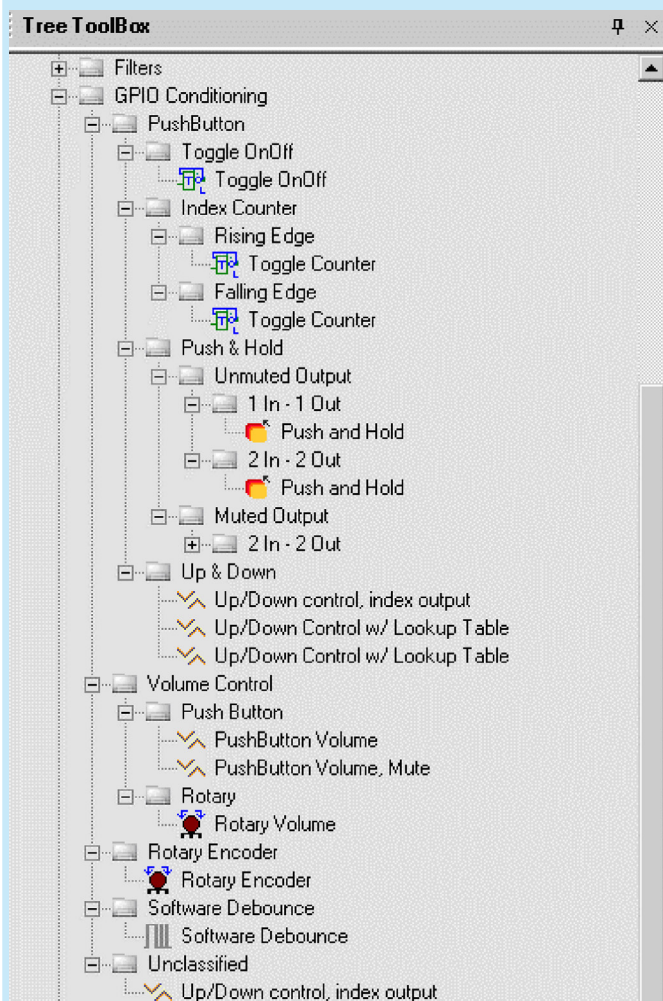 Tree ToolBox
Filters
GPIO Conditioning
PushButton
Toggle OnOff
Toggle OnOff
Index Counter
Rising Edge
Toggle Counter
Falling Edge
Toggle Counter
Push & Hold
Unmuted Output
1 In - 1 Out
Push and Hold
2 In - 2 Out
Push and Hold
Muted Output
2 In - 2 Out
Up & Down
Up/Down control, index output
Up/Down Control w/ Lookup Table
Up/Down Control w/ Lookup Table
Volume Control
Push Button
PushButton Volume
PushButton Volume, Mute
Rotary
Rotary Volume
Rotary Encoder
Rotary Encoder
Software Debounce
Software Debounce
Unclassified
Up/Down control, index output